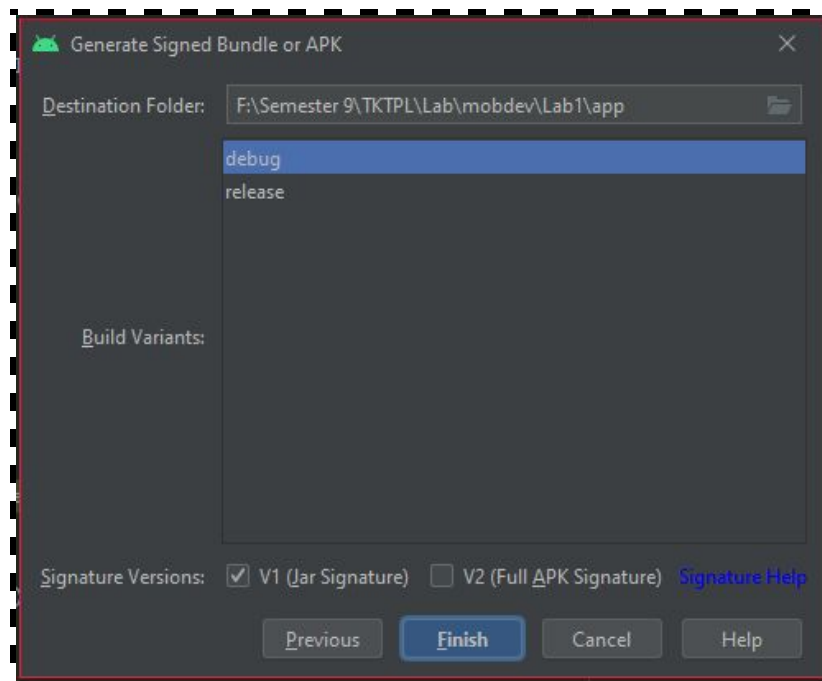 Generate Signed Bundle or APK
Destination Folder: F:\Semester 9\TKTPL\Lab\mobdev\Lab1\app
debug
release
Build Variants:
Signature Versions: V1 (Jar Signature) V2 (Full APK Signature) Signature Help
Previous Finish Cancel Help